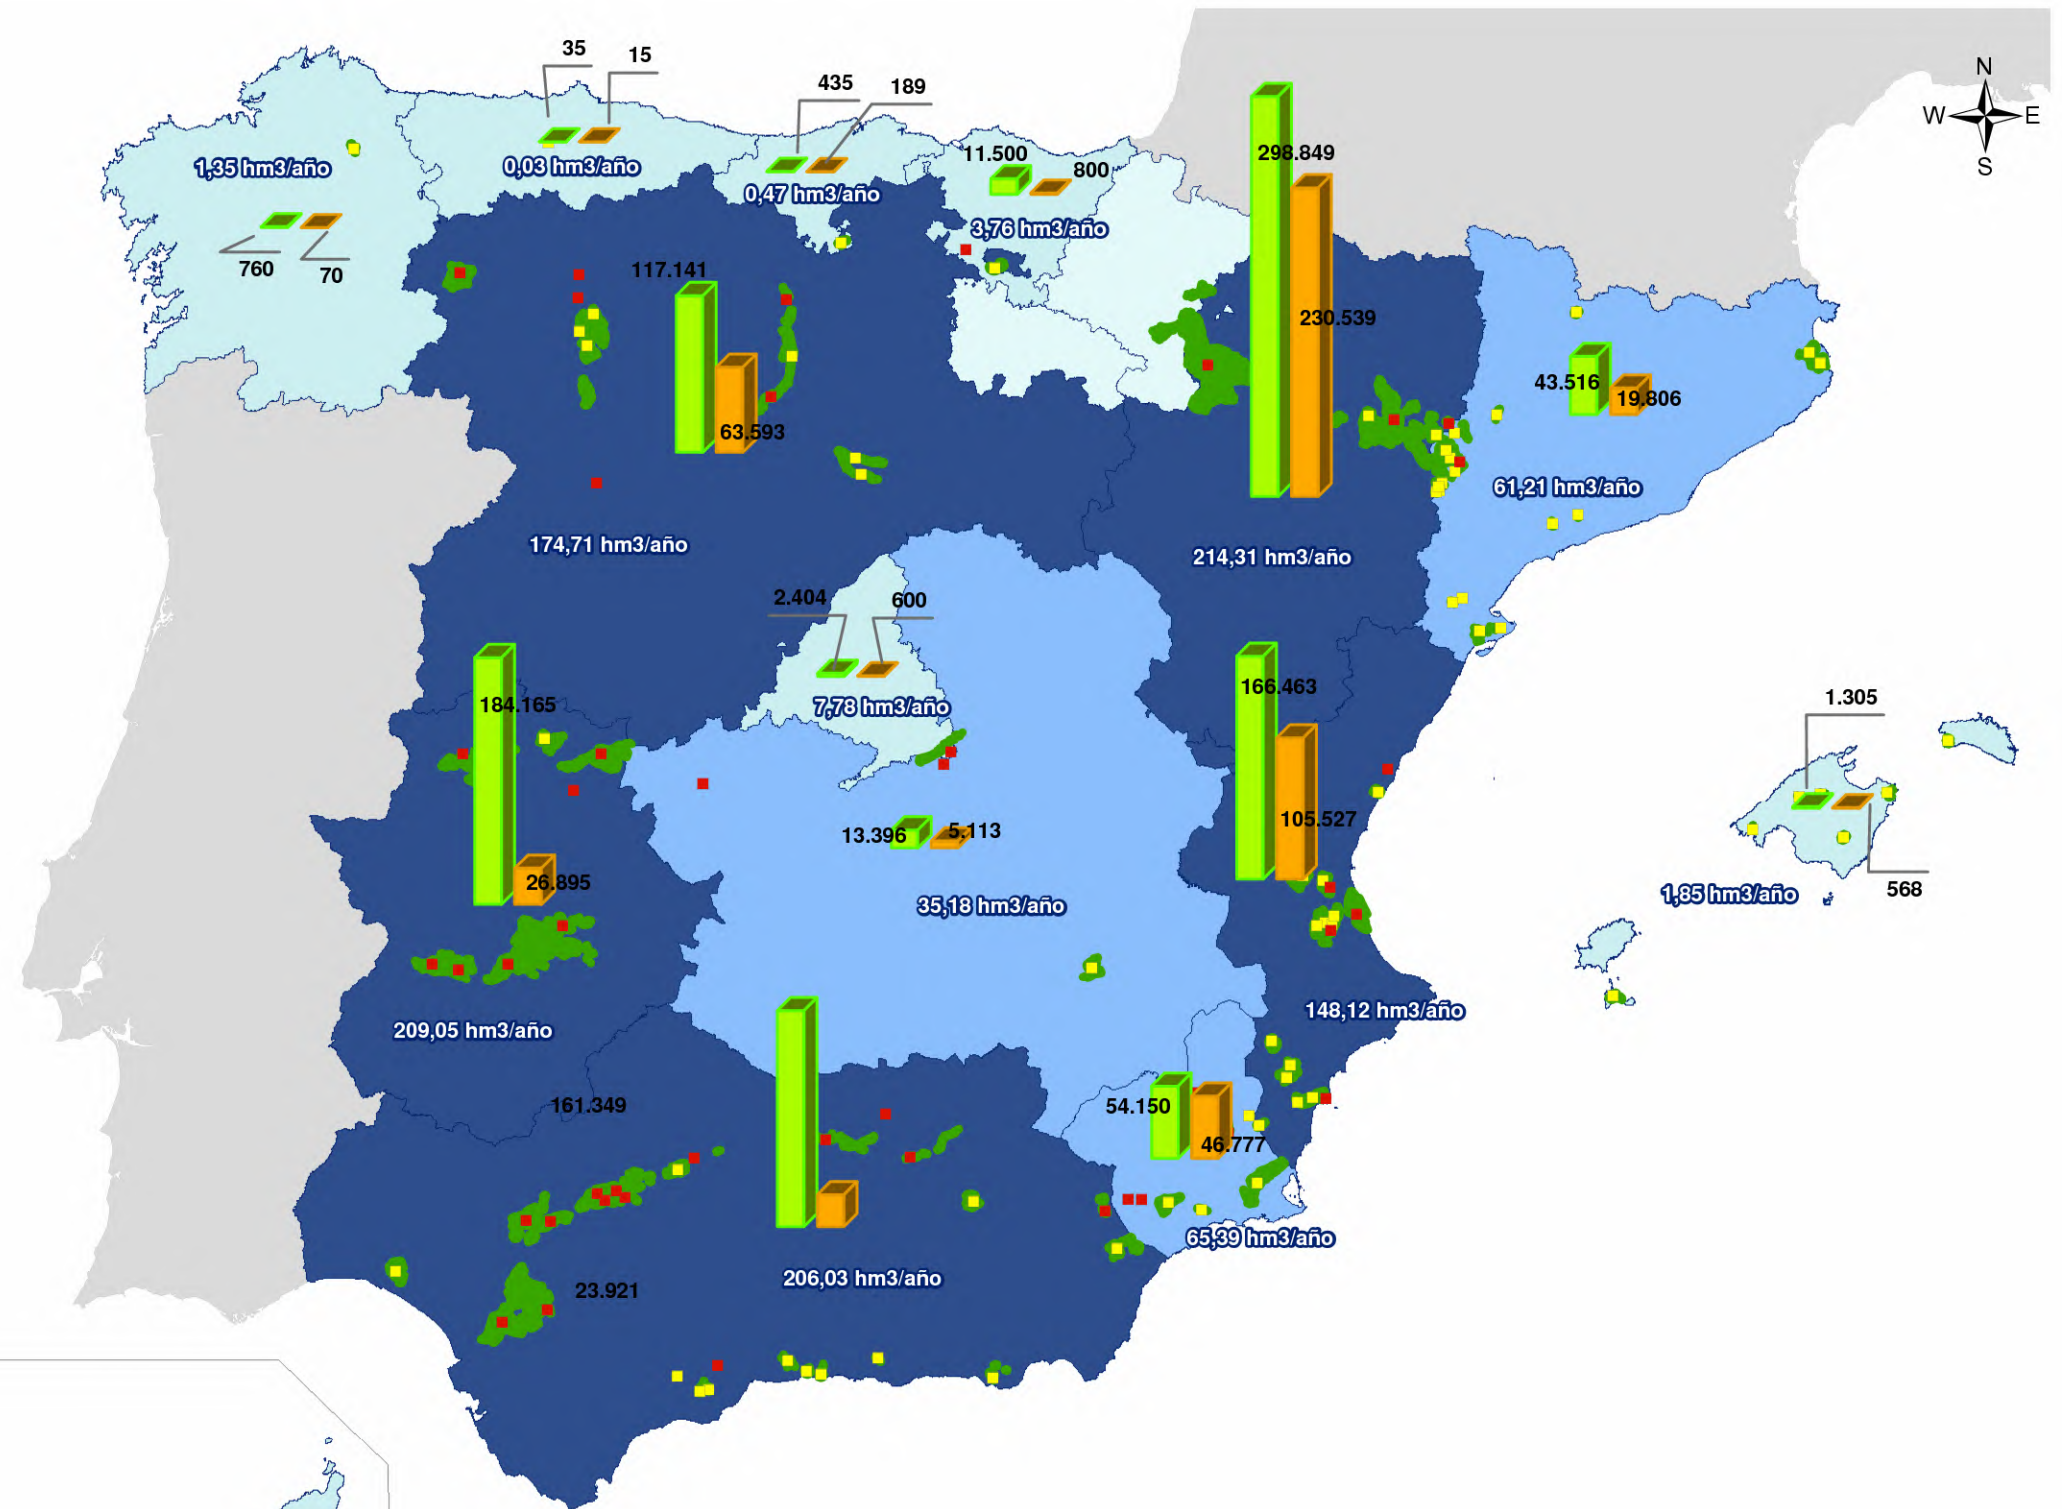 35
15
435
189
N
W
E
S
11.500
800
298.849
1,35 hm3/año
0,03 hm3/año
0,47 hm3/año
3,76 hm3/año
760
70
117.141
230.539
43.516
19.806
63.593
61,21 hm3/año
174,71 hm3/año
214,31 hm3/año
2.404
600
184.165
166.463
7,78 hm3/año
1.305
105.527
13.396
5.113
26.895
568
1,85 hm3/año
35,18 hm3/año
209,05 hm3/año
148,12 hm3/año
161.349
54.150
46.777
65,39 hm3/año
206,03 hm3/año
23.921